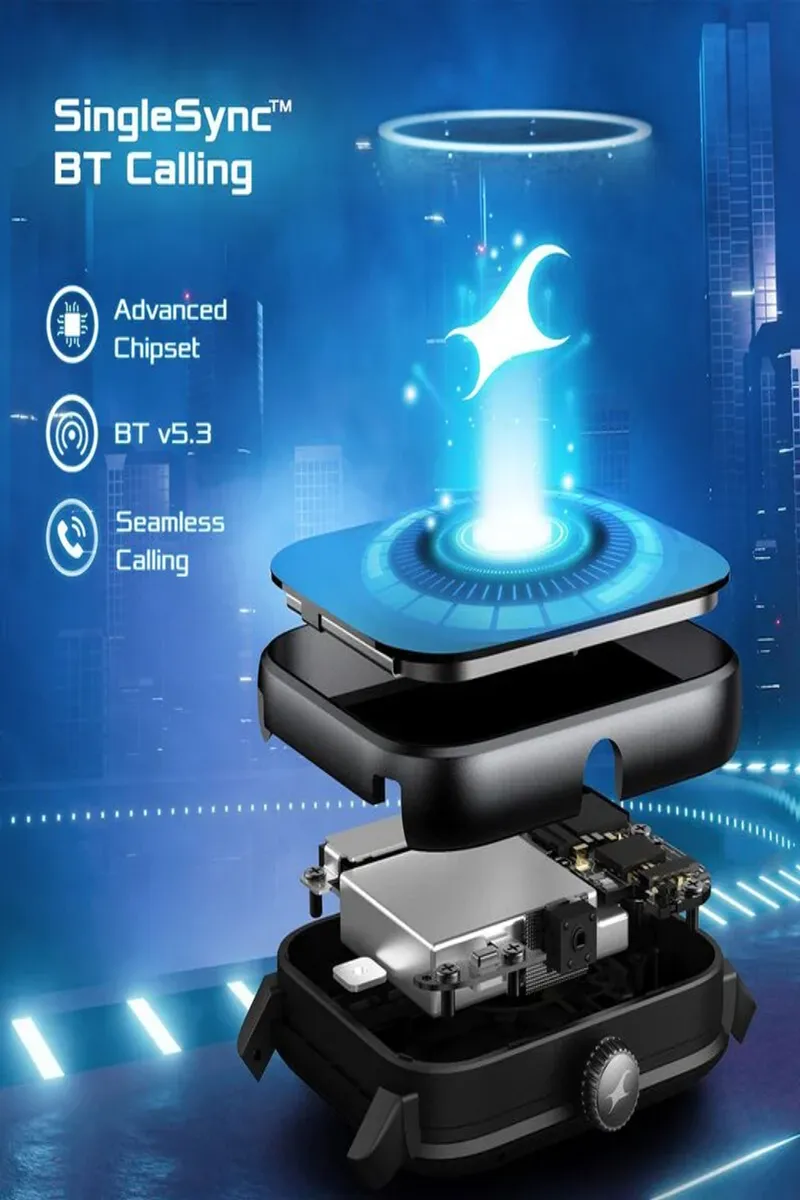 SingleSync™
BT Calling
Advanced
Chipset
BT v5.3
Seamless
Calling